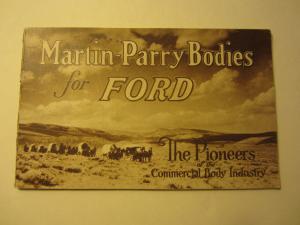 Martin-Parry Bodies
for FORD
The Pioneers
of the
Commercial Body Industry